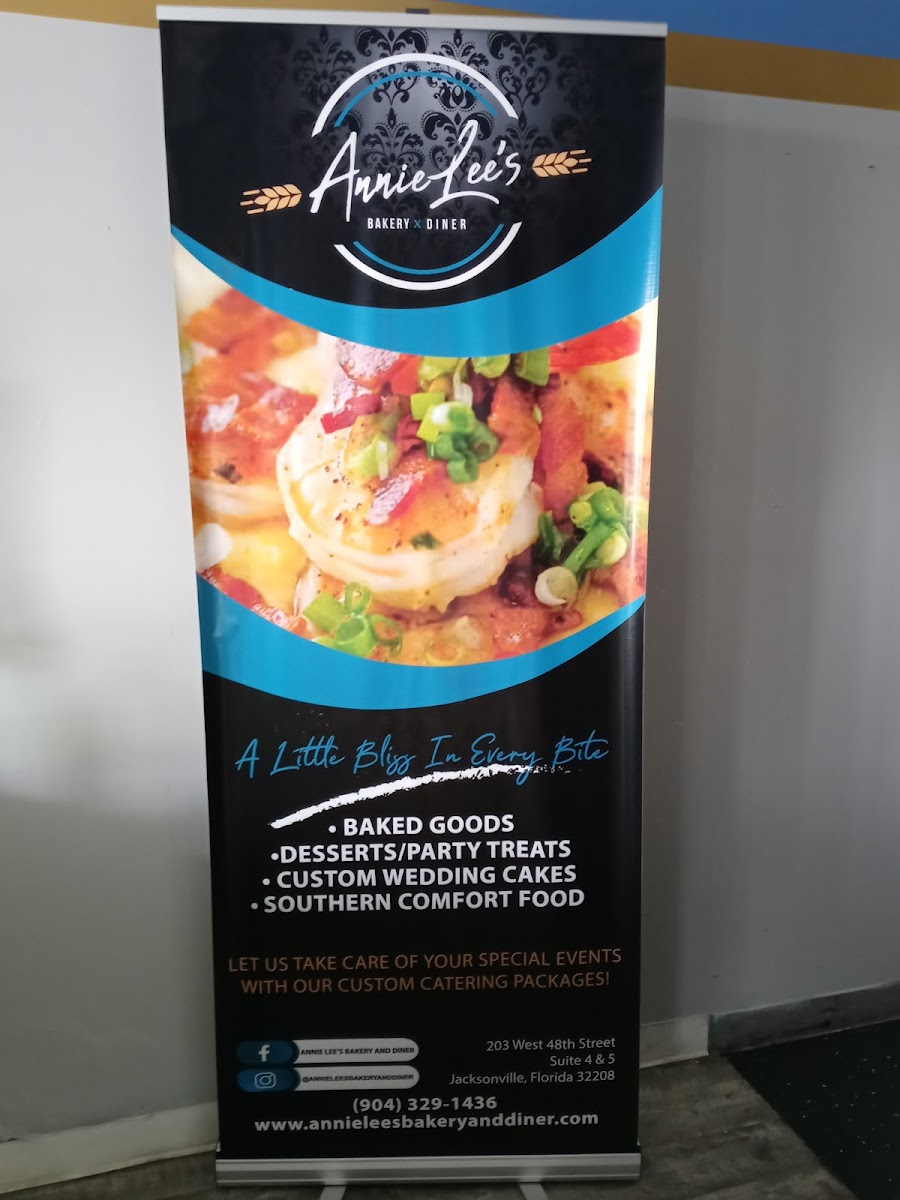 Annie Lee's
BAKERY X DINER
A Little Bliss In Every Bite
• BAKED GOODS
•DESSERTS/PARTY TREATS
• CUSTOM WEDDING CAKES
• SOUTHERN COMFORT FOOD
LET US TAKE CARE OF YOUR SPECIAL EVENTS
WITH OUR CUSTOM CATERING PACKAGES!
ANNIE LEE'S BAKERY AND DINER
@ANNIELEESBAKERYANDDINER
203 West 48th Street
Suite 4 & 5
Jacksonville, Florida 32208
(904) 329-1436
www.annieleesbakeryanddiner.com